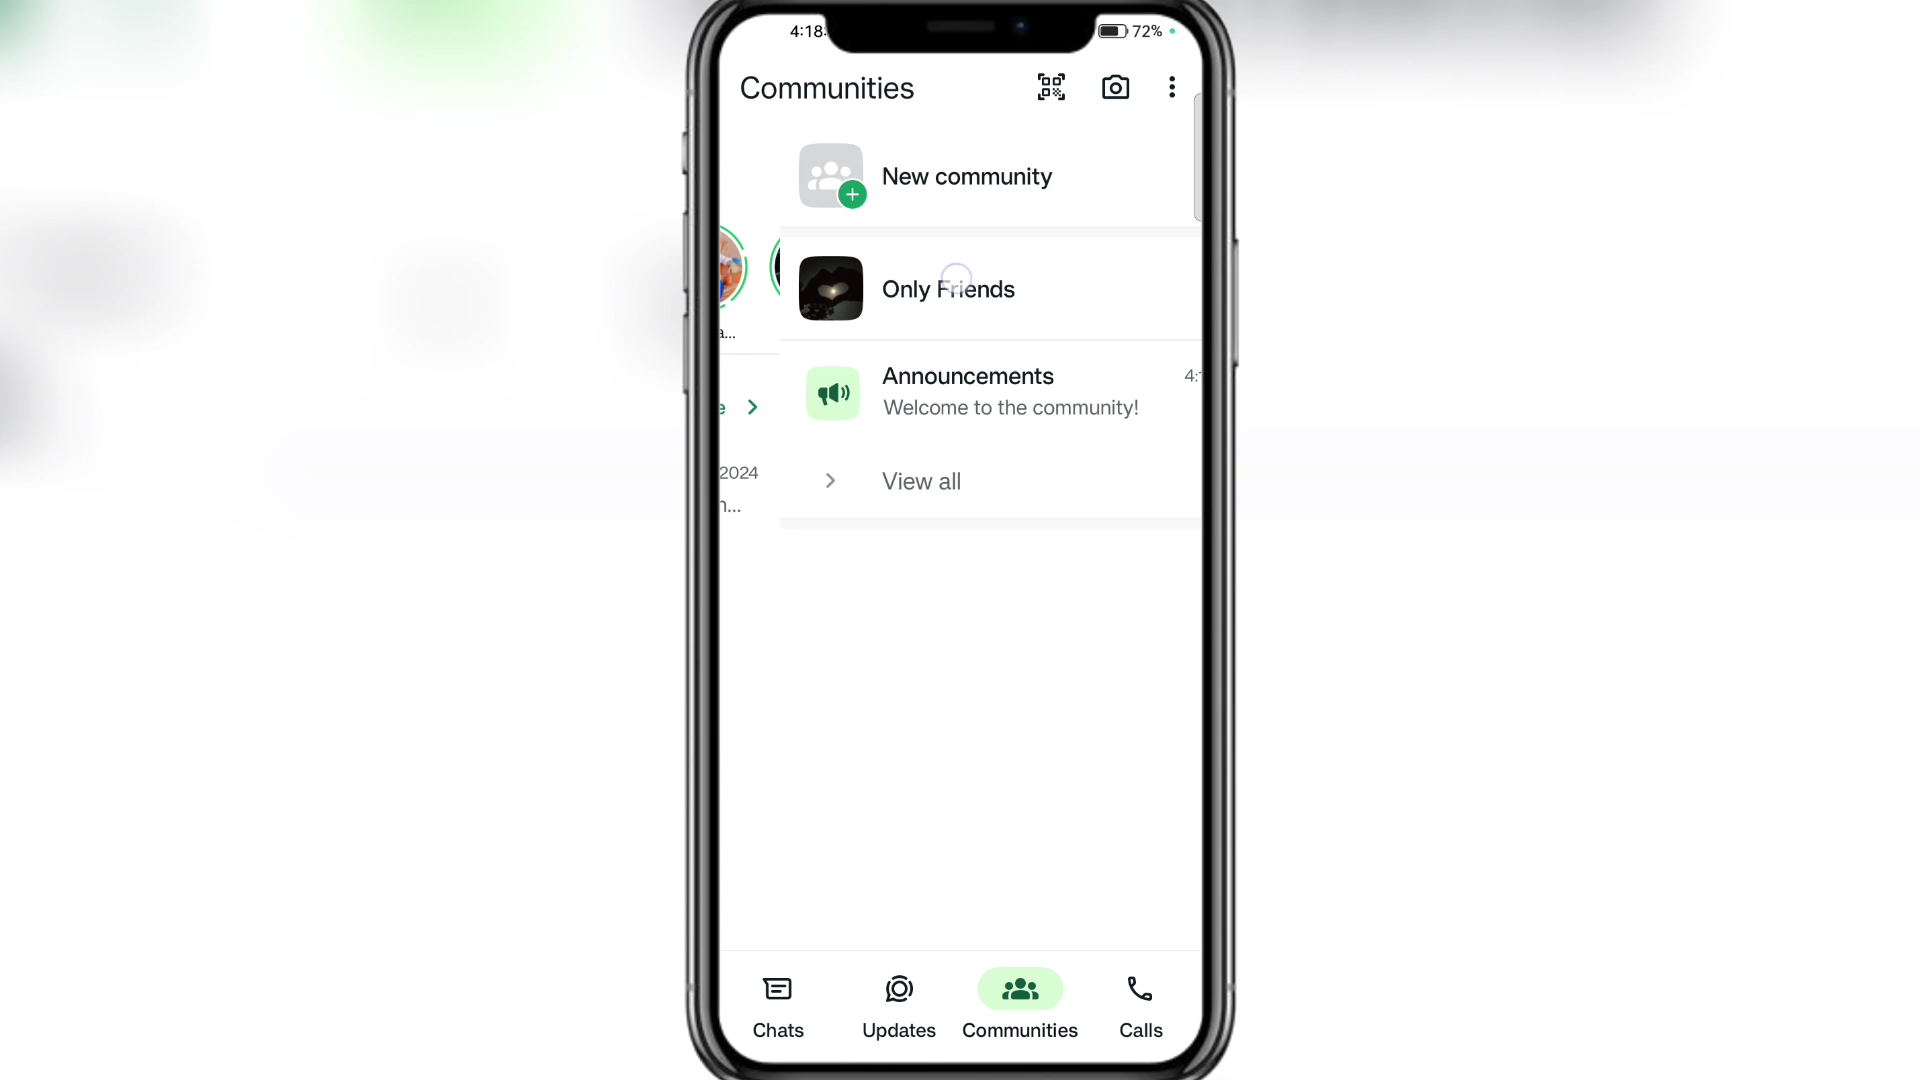 4:18
72%
Communities
New community
Only Friends
a...
Announcements
4:
Welcome to the community!
e
2024
View all
...
Chats
Updates
Communities
Calls